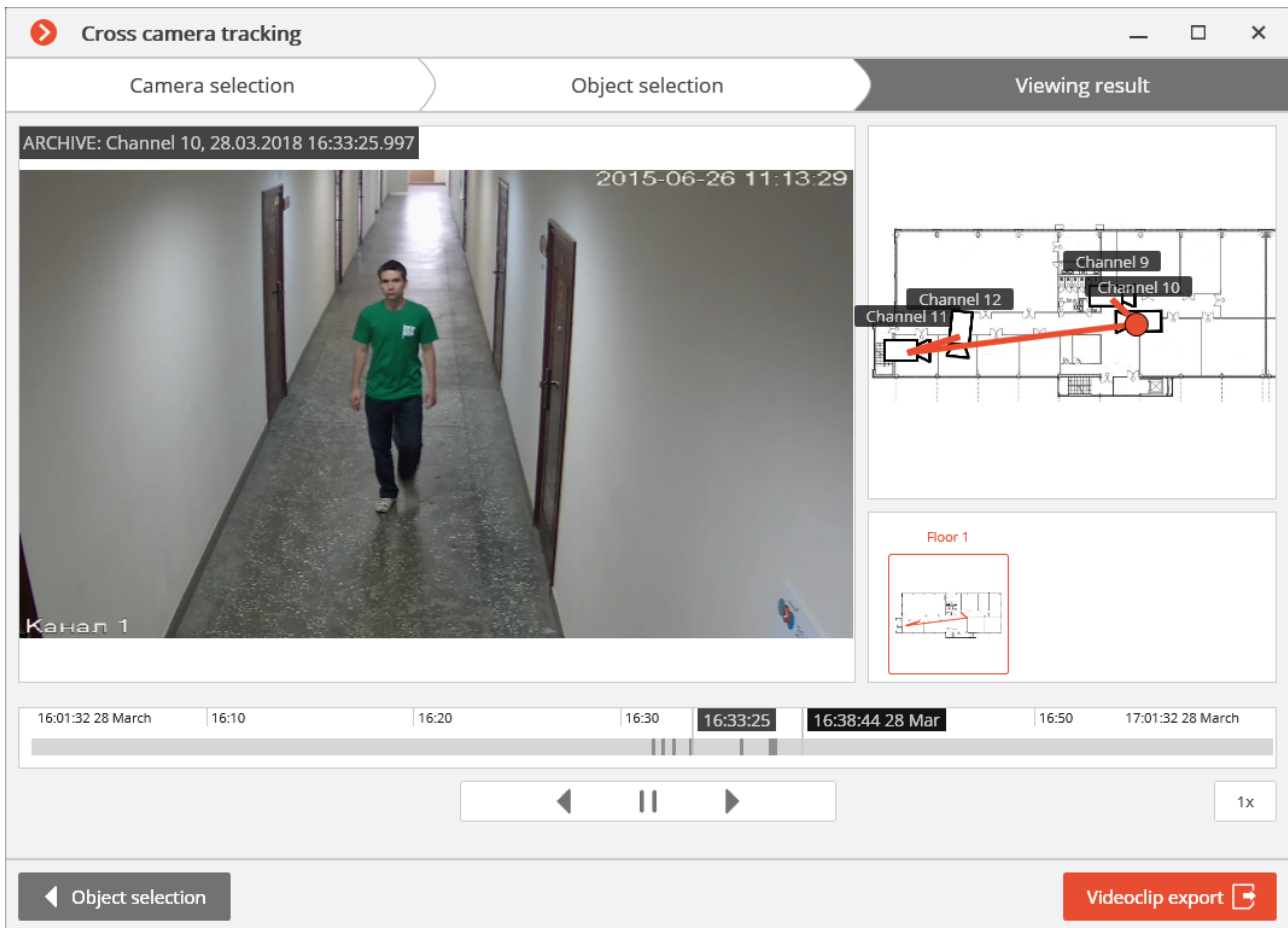 Cross camera tracking
Camera selection
Object selection
Viewing result
ARCHIVE: Channel 10, 28.03.2018 16:33:25.997
2015-06-26 11:13:29
Канал 1
Channel 9
Channel 10
Channel 12
Channel 11
Floor 1
16:01:32 28 March
16:10
16:20
16:30
16:33:25
16:38:44 28 Mar
16:50
17:01:32 28 March
1x
Object selection
Videoclip export